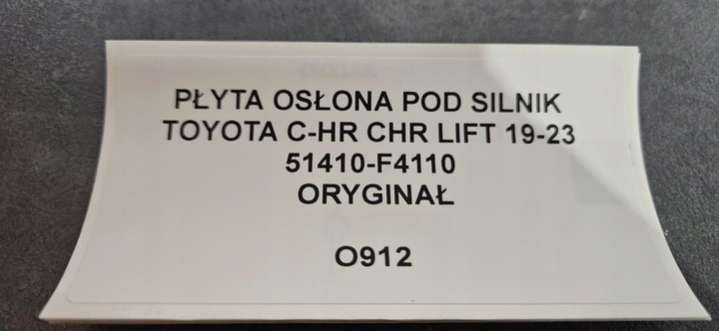 PŁYTA OSŁONA POD SILNIK
TOYOTA C-HR CHR LIFT 19-23
51410-F4110
ORYGINAŁ
O912